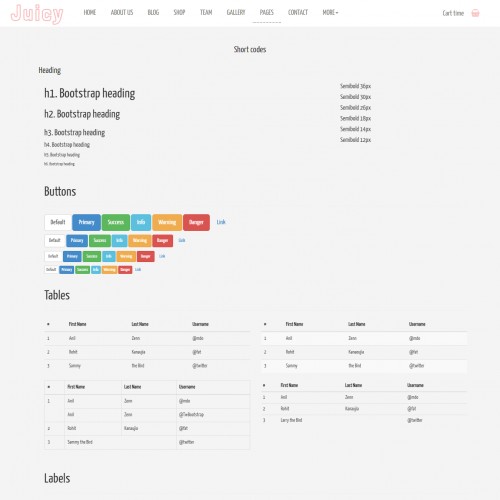 Juicy HOME ABOUT US BLOG SHOP TEAM GALLERY PAGES CONTACT MORE Cart time
Short codes
Heading
h1. Bootstrap heading
h2. Bootstrap heading
h3. Bootstrap heading
h4. Bootstrap heading
h5. Bootstrap heading
h6. Bootstrap heading
Semibold 36px
Semibold 30px
Semibold 24px
Semibold 18px
Semibold 14px
Semibold 12px
Buttons
Default Primary Success Info Warning Danger Link
Default Primary Success Info Warning Danger Link
Default Primary Success Info Warning Danger Link
Default Primary Success Info Warning Danger Link
Tables
# First Name Last Name Username
1 Anil Zenn @mdo
2 Rohit Kanaujia @fat
3 Sammy the Bird @twitter
# First Name Last Name Username
1 Anil Zenn @mdo
2 Rohit @fat
3 Sammy the Bird @twitter
# First Name Last Name Username
1 Anil Zenn @mdo
Anil Zenn @TwBootstrap
2 Rohit Kanaujia @fat
3 Sammy the Bird @twitter
# First Name Last Name Username
1 Anil Zenn @mdo
2 Rohit Kanaujia @fat
3 Larry the Bird @twitter
Labels